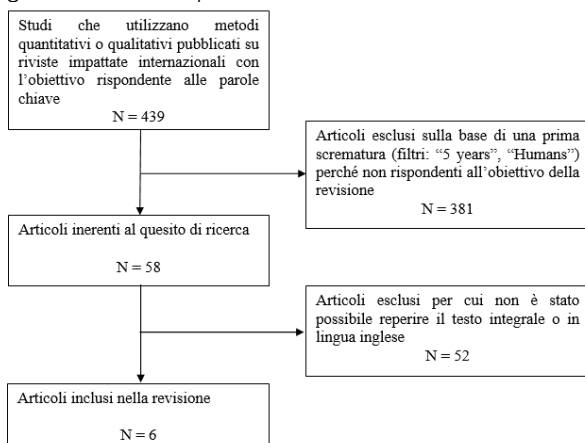 Studi che utilizzano metodi
quantitativi o qualitativi pubblicati su
riviste impattate internazionali con
l'obiettivo rispondente alle parole
chiave
N = 439
Articoli esclusi sulla base di una prima
scrematura (filtri: “5 years”, “Humans”)
perché non rispondenti all'obiettivo della
revisione
N = 381
Articoli inerenti al quesito di ricerca
N = 58
Articoli esclusi per cui non è stato
possibile reperire il testo integrale o in
lingua inglese
N = 52
Articoli inclusi nella revisione
N = 6